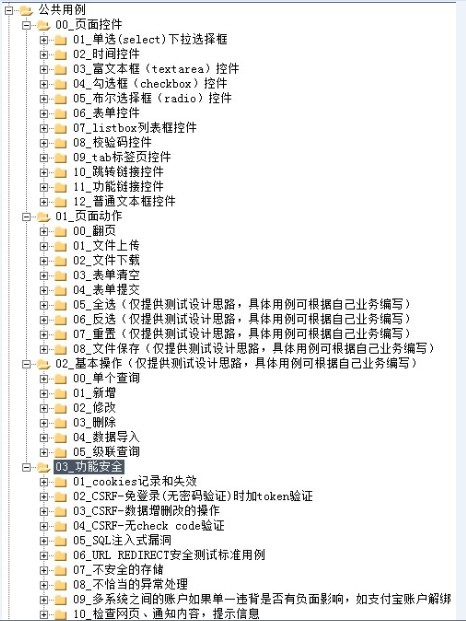 公共用例
00_页面控件
01_单选(select)下拉选择框
02_时间控件
03_富文本框（textarea）控件
04_勾选框（checkbox）控件
05_布尔选择框（radio）控件
06_表单控件
07_listbox列表框控件
08_校验码控件
09_tab标签页控件
10_跳转链接控件
11_功能链接控件
12_普通文本框控件
01_页面动作
00_翻页
01_文件上传
02_文件下载
03_表单清空
04_表单提交
05_全选（仅提供测试设计思路，具体用例可根据自己业务编写）
06_反选（仅提供测试设计思路，具体用例可根据自己业务编写）
07_重置（仅提供测试设计思路，具体用例可根据自己业务编写）
08_文件保存（仅提供测试设计思路，具体用例可根据自己业务编写）
02_基本操作（仅提供测试设计思路，具体用例可根据自己业务编写）
00_单个查询
01_新增
02_修改
03_删除
04_数据导入
05_级联查询
03_功能安全
01_cookies记录和失效
02_CSRF-免登录(无密码验证)时加token验证
03_CSRF-数据增删改的操作
04_CSRF-无check code验证
05_SQL注入式漏洞
06_URL REDIRECT安全测试标准用例
07_不安全的存储
08_不恰当的异常处理
09_多系统之间的账户如果单一违背是否有负面影响，如支付宝账户解绑
10_检查网页、通知内容，提示信息